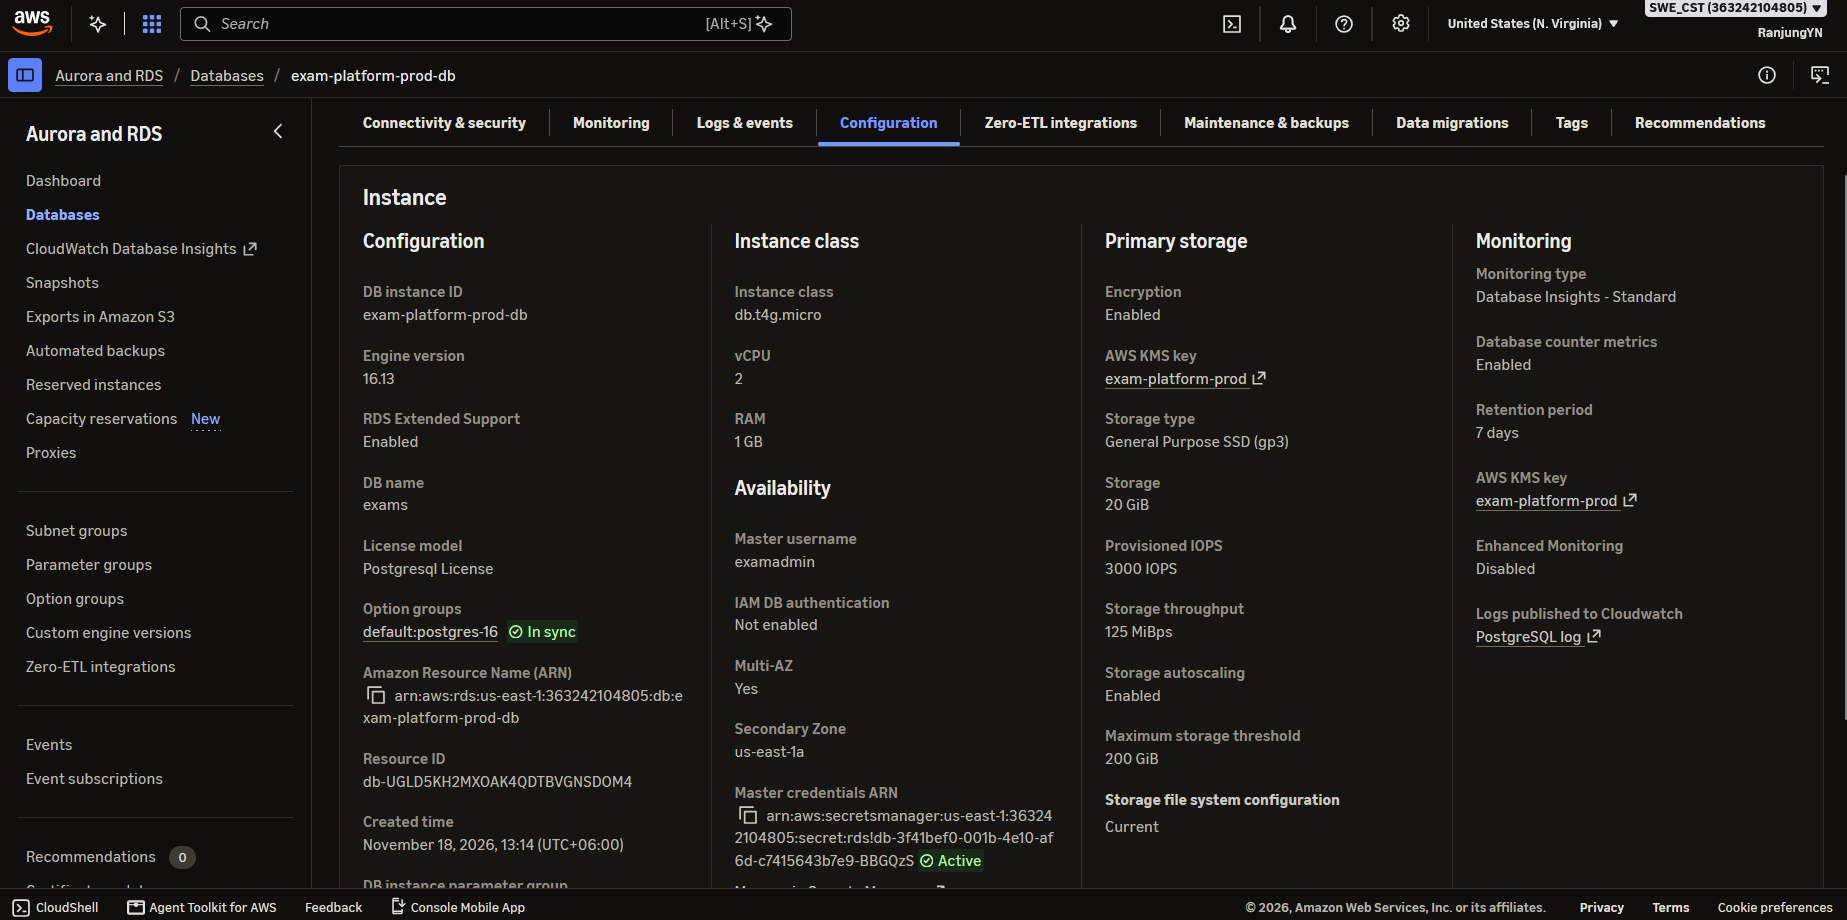 aws
Search
[Alt+S]
United States (N. Virginia)
SWE_CST (363242104805)
RanjungYN
Aurora and RDS / Databases / exam-platform-prod-db
Aurora and RDS
Dashboard
Databases
CloudWatch Database Insights
Snapshots
Exports in Amazon S3
Automated backups
Reserved instances
Capacity reservations New
Proxies
Subnet groups
Parameter groups
Option groups
Custom engine versions
Zero-ETL integrations
Events
Event subscriptions
Recommendations 0
Connectivity & security
Monitoring
Logs & events
Configuration
Zero-ETL integrations
Maintenance & backups
Data migrations
Tags
Recommendations
Instance
Configuration
DB instance ID
exam-platform-prod-db
Engine version
16.13
RDS Extended Support
Enabled
DB name
exams
License model
Postgresql License
Option groups
default:postgres-16 In sync
Amazon Resource Name (ARN)
arn:aws:rds:us-east-1:363242104805:db:e
xam-platform-prod-db
Resource ID
db-UGLD5KH2MXOAK4QDTBVGNSDOM4
Created time
November 18, 2026, 13:14 (UTC+06:00)
DB instance parameter group
Instance class
Instance class
db.t4g.micro
vCPU
2
RAM
1 GB
Availability
Master username
examadmin
IAM DB authentication
Not enabled
Multi-AZ
Yes
Secondary Zone
us-east-1a
Master credentials ARN
arn:aws:secretsmanager:us-east-1:36324
2104805:secret:rds!db-3f41bef0-001b-4e10-af
6d-c7415643b7e9-BBGQzS Active
Primary storage
Encryption
Enabled
AWS KMS key
exam-platform-prod
Storage type
General Purpose SSD (gp3)
Storage
20 GiB
Provisioned IOPS
3000 IOPS
Storage throughput
125 MiBps
Storage autoscaling
Enabled
Maximum storage threshold
200 GiB
Storage file system configuration
Current
Monitoring
Monitoring type
Database Insights - Standard
Database counter metrics
Enabled
Retention period
7 days
AWS KMS key
exam-platform-prod
Enhanced Monitoring
Disabled
Logs published to Cloudwatch
PostgreSQL log
CloudShell
Agent Toolkit for AWS
Feedback
Console Mobile App
© 2026, Amazon Web Services, Inc. or its affiliates.
Privacy
Terms
Cookie preferences